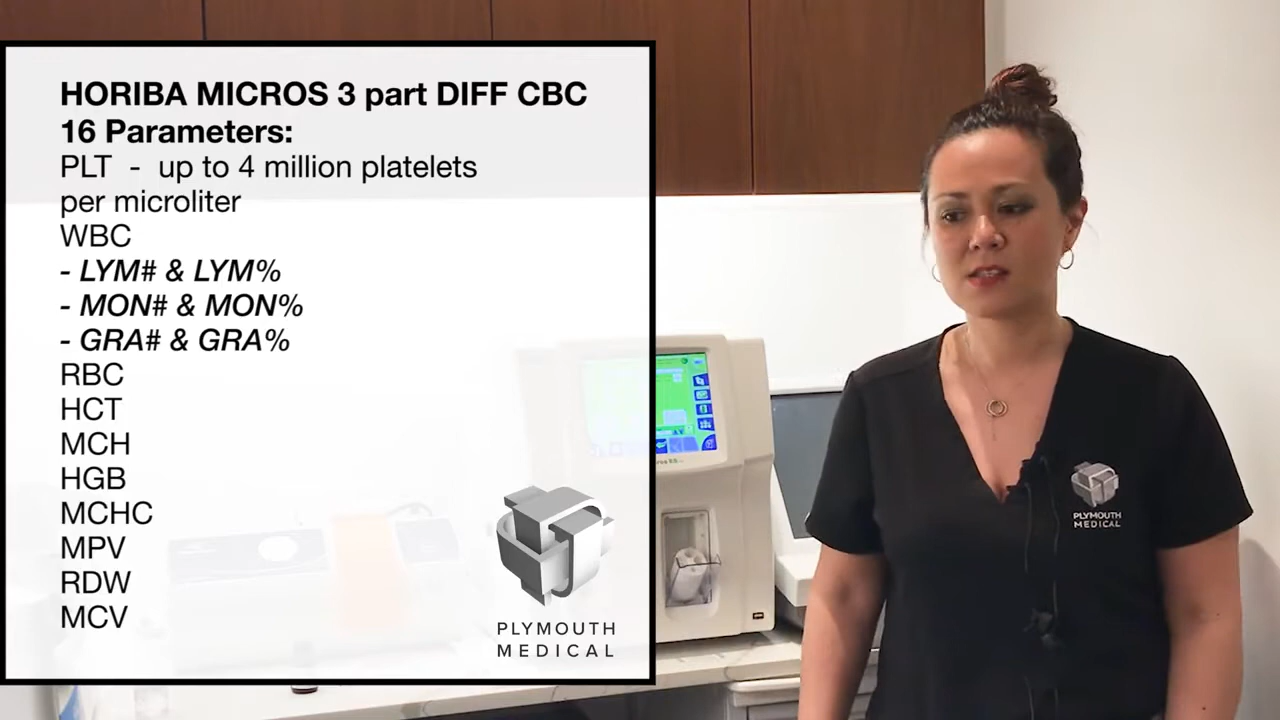 HORIBA MICROS 3 part DIFF CBC
16 Parameters:
PLT - up to 4 million platelets
per microliter
WBC
- LYM# & LYM%
- MON# & MON%
- GRA# & GRA%
RBC
HCT
MCH
HGB
MCHC
MPV
RDW
MCV
PLYMOUTH
MEDICAL
PLYMOUTH
MEDICAL